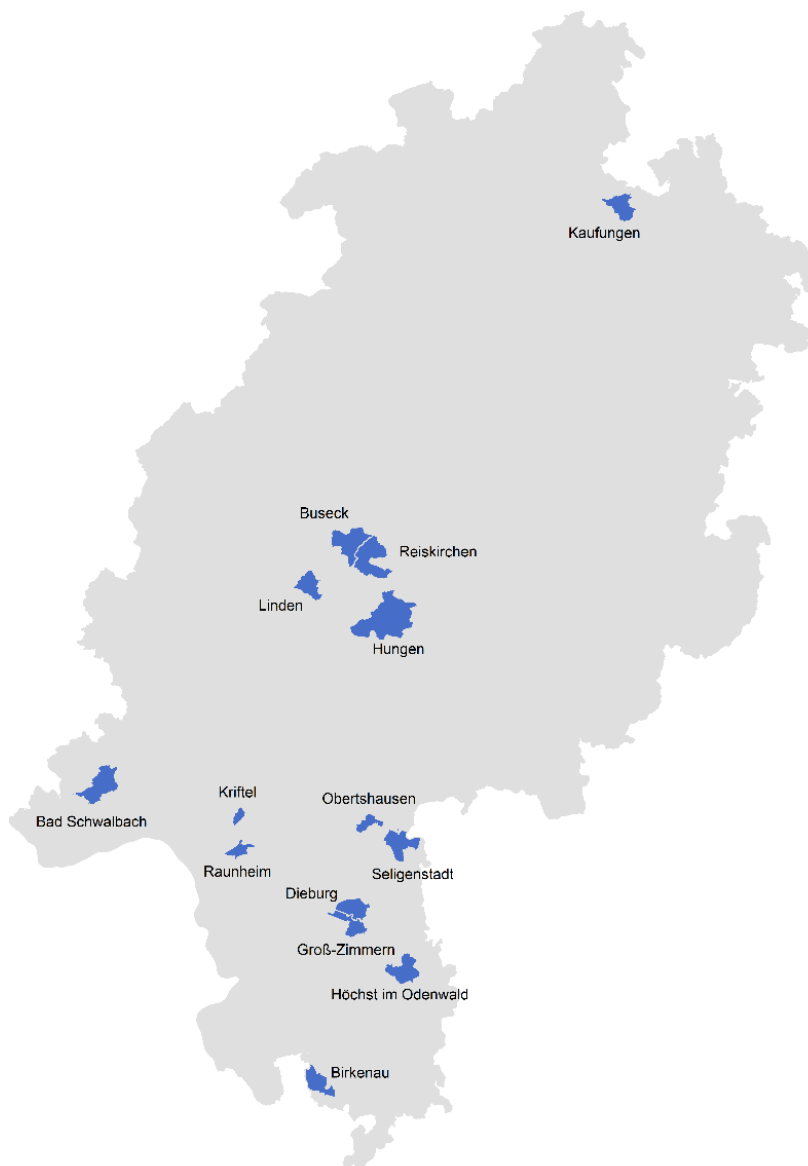 Kaufungen
Buseck
Reiskirchen
Linden
Hungen
Kriftel
Obertshausen
Bad Schwalbach
Raunheim
Seligenstadt
Dieburg
Groß-Zimmern
Höchst im Odenwald
Birkenau